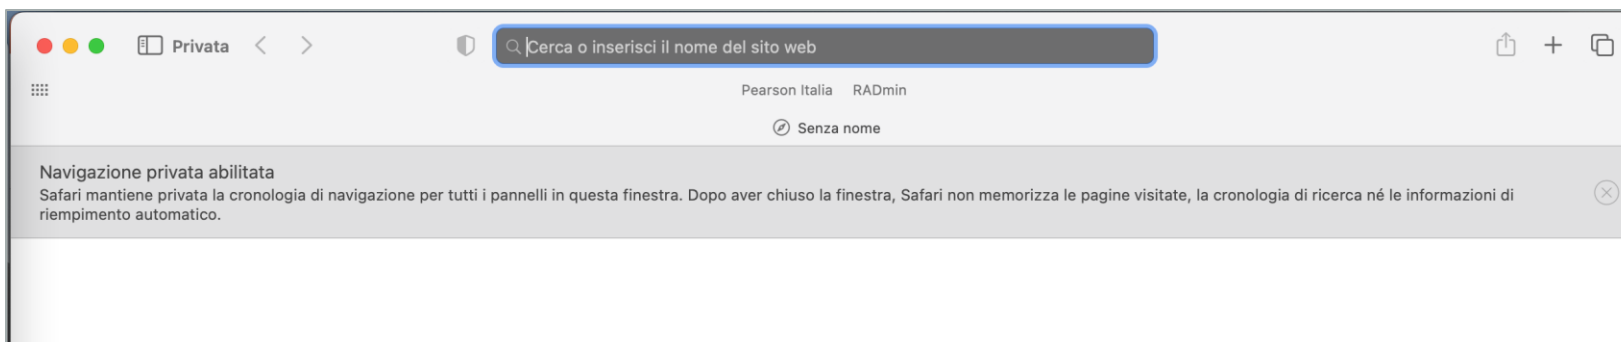 Privata
Cerca o inserisci il nome del sito web
Pearson Italia RADmin
Senza nome
Navigazione privata abilitata
Safari mantiene privata la cronologia di navigazione per tutti i pannelli in questa finestra. Dopo aver chiuso la finestra, Safari non memorizza le pagine visitate, la cronologia di ricerca né le informazioni di
riempimento automatico.